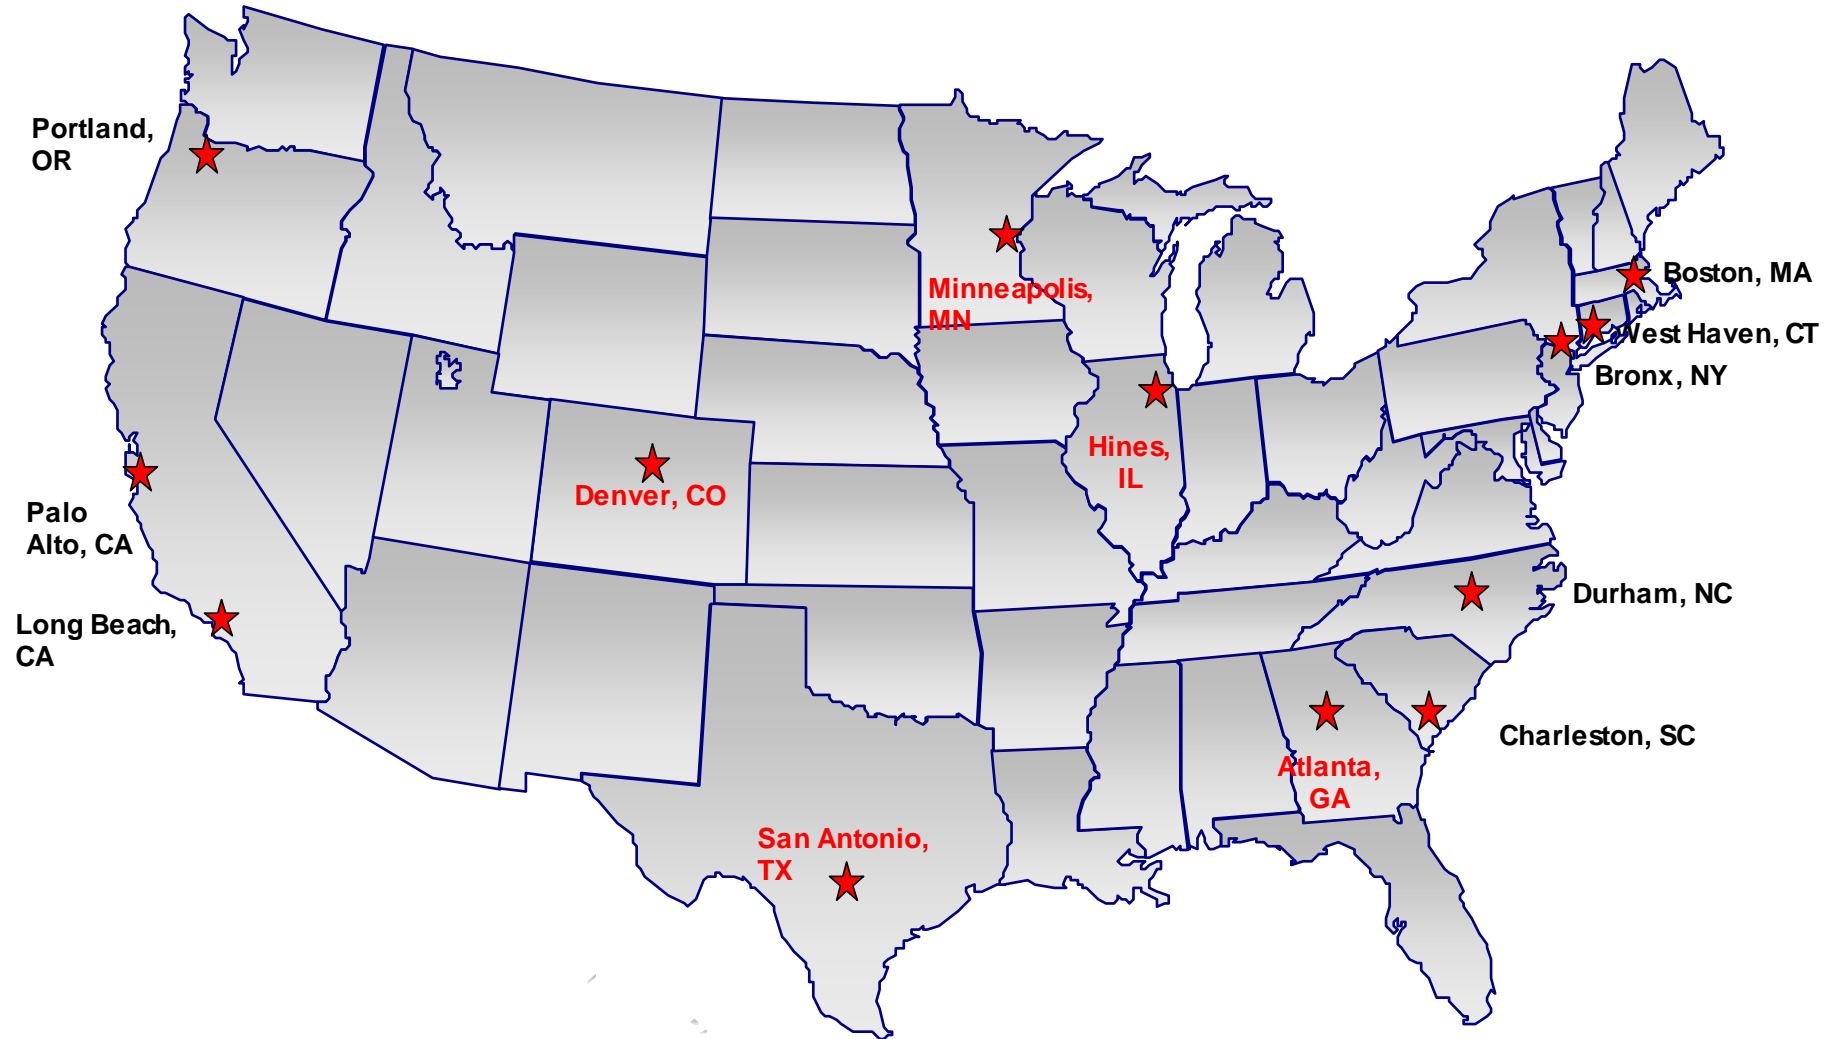 Portland,
OR
Minneapolis,
MN
Boston, MA
West Haven, CT
Bronx, NY
Hines,
IL
Denver, CO
Palo
Alto, CA
Durham, NC
Long Beach,
CA
Charleston, SC
Atlanta,
GA
San Antonio,
TX